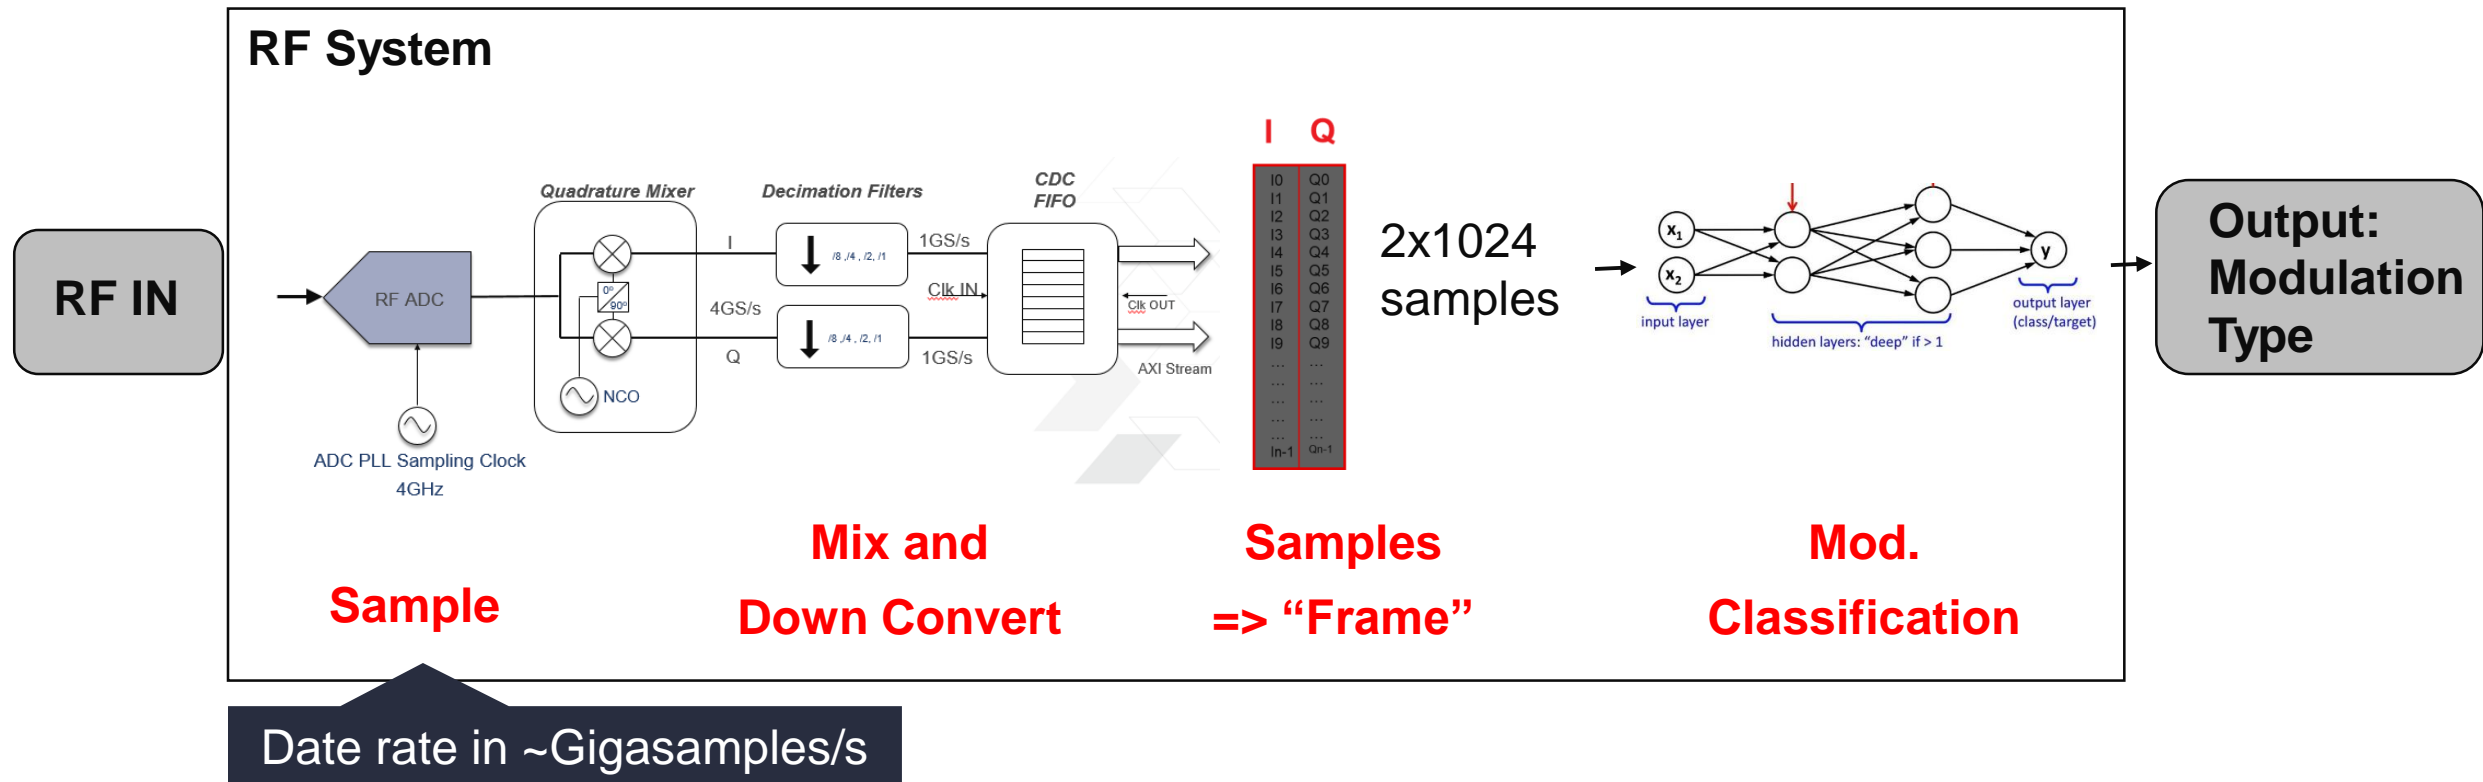 RF System
RF IN
RF ADC
ADC PLL Sampling Clock
4GHz
Quadrature Mixer
0º
90º
NCO
I
4GS/s
Q
Decimation Filters
/8 ,/4 , /2, /1
/8 ,/4 , /2, /1
1GS/s
Clk IN
1GS/s
CDC
FIFO
Clk OUT
AXI Stream
I Q
I0 Q0
I1 Q1
I2 Q2
I3 Q3
I4 Q4
I5 Q5
I6 Q6
I7 Q7
I8 Q8
I9 Q9
... ...
... ...
... ...
... ...
... ...
In-1 Qn-1
2x1024
samples
x1
x2
input layer
hidden layers: “deep” if > 1
y
output layer
(class/target)
Output:
Modulation
Type
Sample
Mix and
Down Convert
Samples
=> “Frame”
Mod.
Classification
Date rate in ~Gigasamples/s